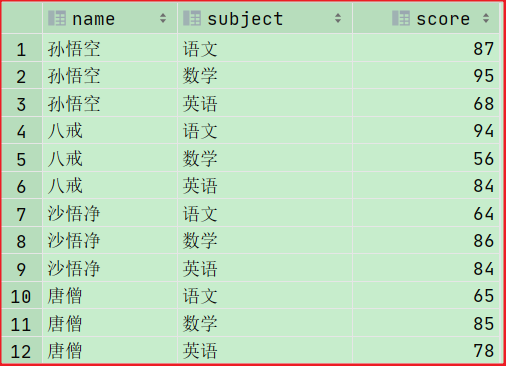 name subject score
1 孙悟空 语文 87
2 孙悟空 数学 95
3 孙悟空 英语 68
4 八戒 语文 94
5 八戒 数学 56
6 八戒 英语 84
7 沙悟净 语文 64
8 沙悟净 数学 86
9 沙悟净 英语 84
10 唐僧 语文 65
11 唐僧 数学 85
12 唐僧 英语 78